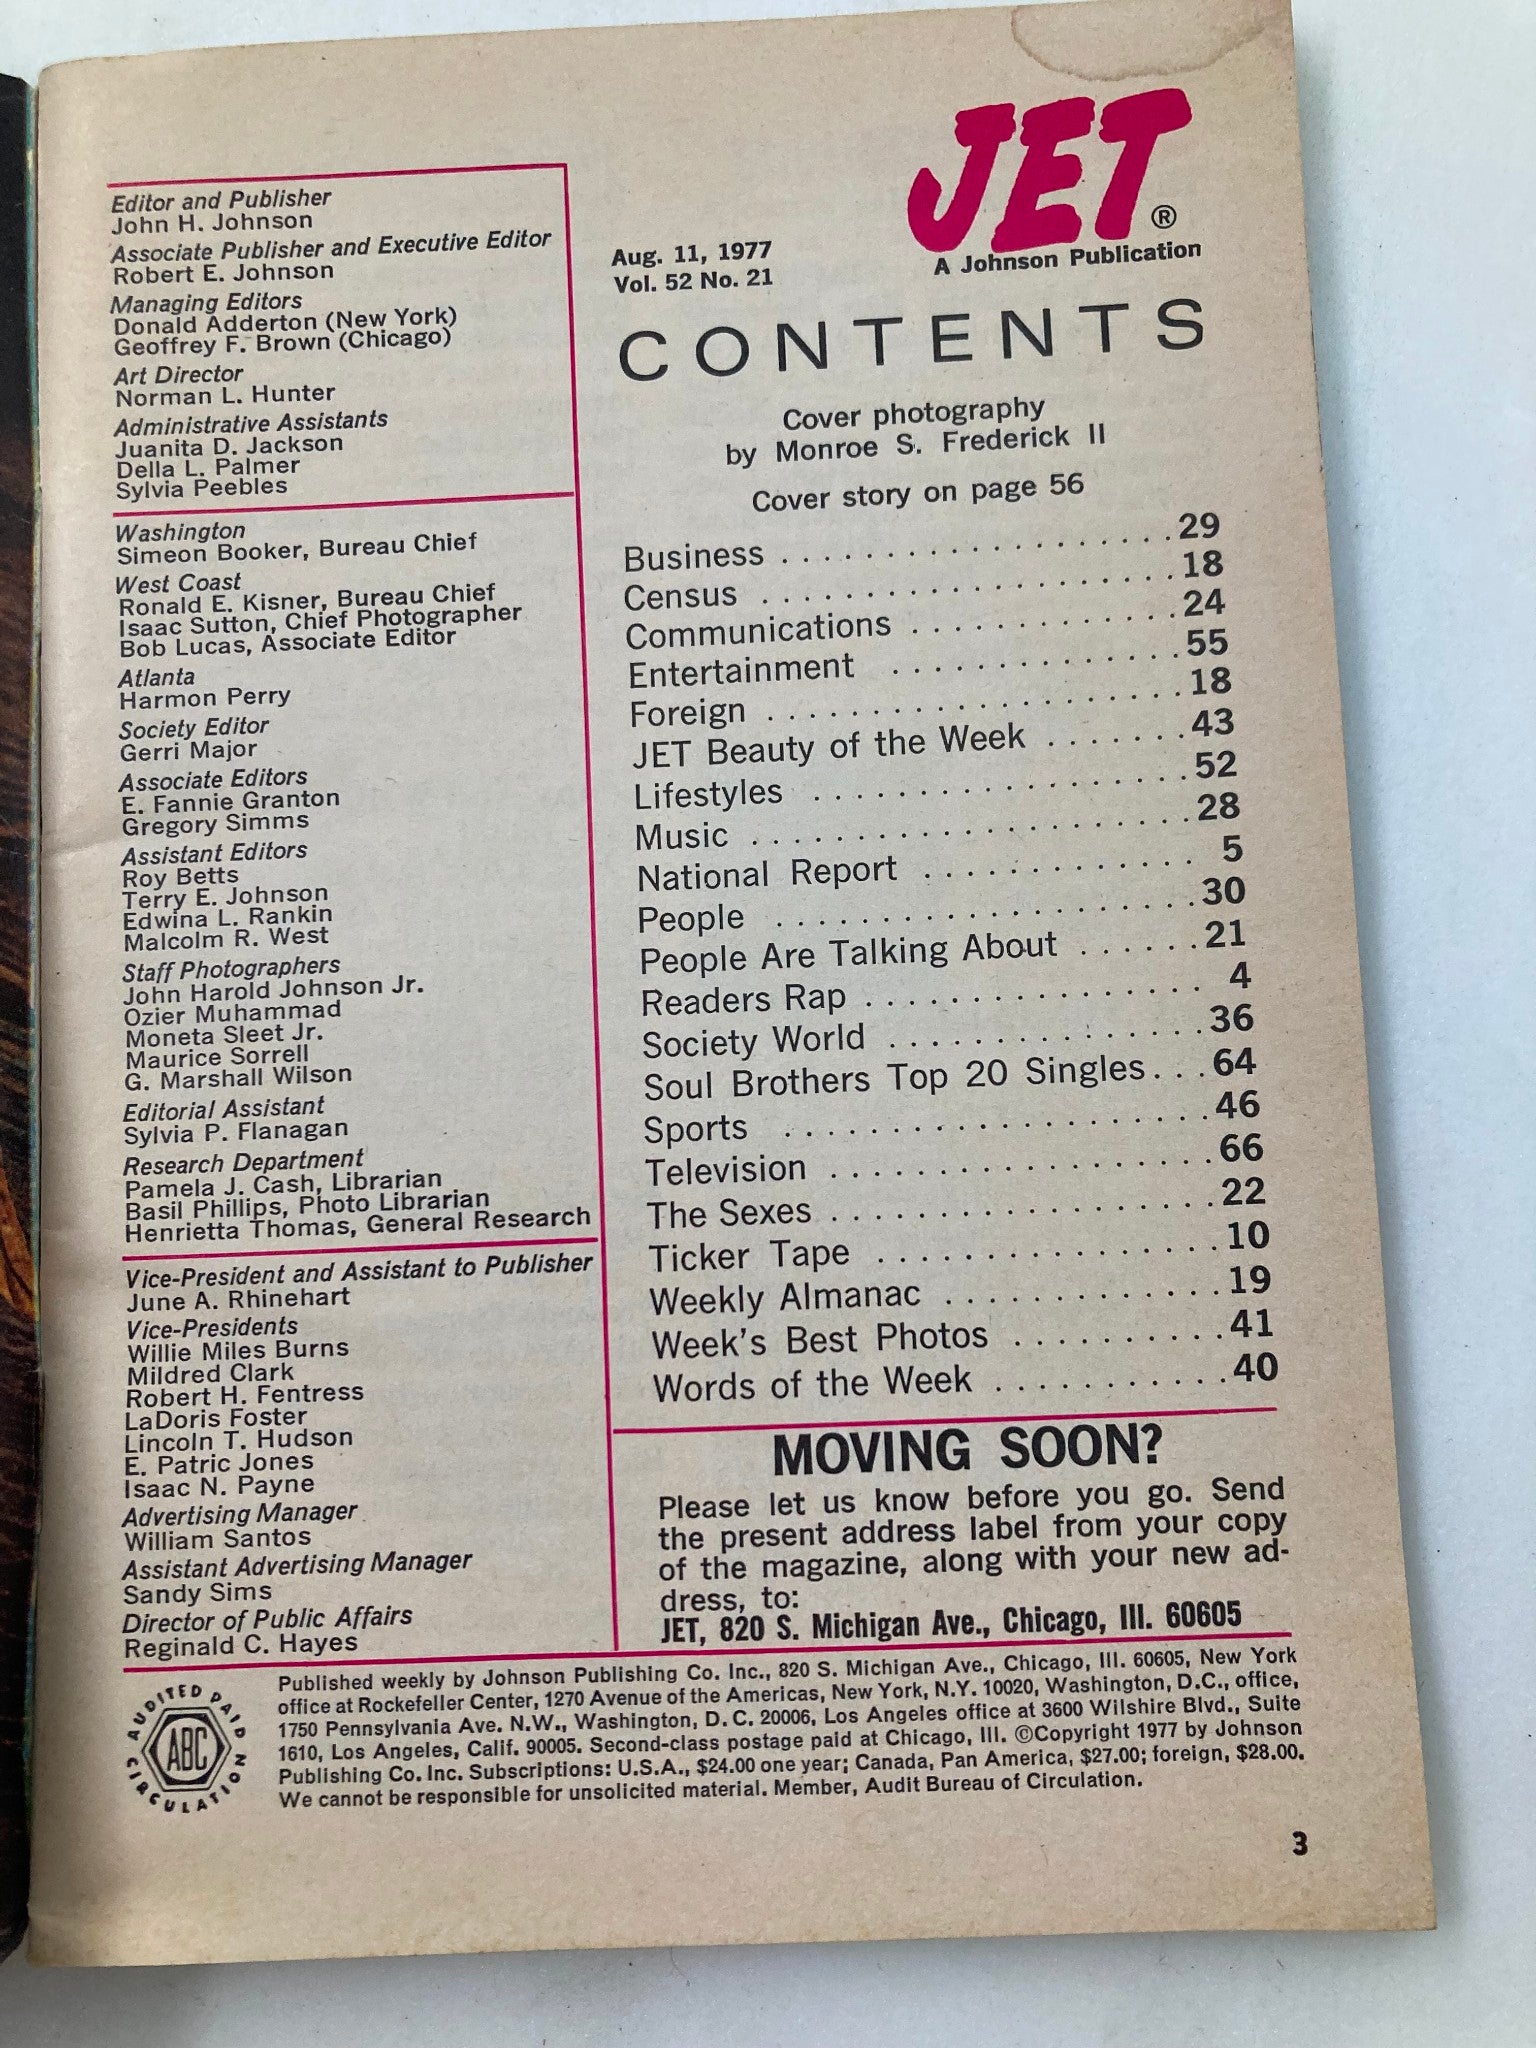 Editor and Publisher
John H. Johnson
Associate Publisher and Executive Editor
Robert E. Johnson
Managing Editors
Donald Adderton (New York)
Geoffrey F. Brown (Chicago)
Art Director
Norman L. Hunter
Administrative Assistants
Juanita D. Jackson
Della L. Palmer
Sylvia Peebles
Washington
Simeon Booker, Bureau Chief
West Coast
Ronald E. Kisner, Bureau Chief
Isaac Sutton, Chief Photographer
Bob Lucas, Associate Editor
Atlanta
Harmon Perry
Society Editor
Gerri Major
Associate Editors
E. Fannie Granton
Gregory Simms
Assistant Editors
Roy Betts
Terry E. Johnson
Edwina L. Rankin
Malcolm R. West
Staff Photographers
John Harold Johnson Jr.
Ozier Muhammad
Moneta Sleet Jr.
Maurice Sorrell
G. Marshall Wilson
Editorial Assistant
Sylvia P. Flanagan
Research Department
Pamela J. Cash, Librarian
Basil Phillips, Photo Librarian
Henrietta Thomas, General Research
Vice-President and Assistant to Publisher
June A. Rhinehart
Vice-Presidents
Willie Miles Burns
Mildred Clark
Robert H. Fentress
LaDoris Foster
Lincoln T. Hudson
E. Patric Jones
Isaac N. Payne
Advertising Manager
William Santos
Assistant Advertising Manager
Sandy Sims
Director of Public Affairs
Reginald C. Hayes
JET®
A Johnson Publication
Aug. 11, 1977
Vol. 52 No. 21
CONTENTS
Cover photography
by Monroe S. Frederick II
Cover story on page 56
Business . . . . . . . . . . . . . . . . . . 29
Census . . . . . . . . . . . . . . . . . . . 18
Communications . . . . . . . . . . . . . 24
Entertainment . . . . . . . . . . . . . . 55
Foreign . . . . . . . . . . . . . . . . . . . 18
JET Beauty of the Week . . . . . . . 43
Lifestyles . . . . . . . . . . . . . . . . . 52
Music . . . . . . . . . . . . . . . . . . . . 28
National Report . . . . . . . . . . . . . 5
People . . . . . . . . . . . . . . . . . . . 30
People Are Talking About . . . . . . 21
Readers Rap . . . . . . . . . . . . . . . . 4
Society World . . . . . . . . . . . . . . . 36
Soul Brothers Top 20 Singles . . . 64
Sports . . . . . . . . . . . . . . . . . . . 46
Television . . . . . . . . . . . . . . . . . 66
The Sexes . . . . . . . . . . . . . . . . . 22
Ticker Tape . . . . . . . . . . . . . . . 10
Weekly Almanac . . . . . . . . . . . . 19
Week's Best Photos . . . . . . . . . . 41
Words of the Week . . . . . . . . . . . 40
MOVING SOON?
Please let us know before you go. Send
the present address label from your copy
of the magazine, along with your new ad-
dress, to:
JET, 820 S. Michigan Ave., Chicago, Ill. 60605
AUDITED PAID CIRCULATION
ABC
Published weekly by Johnson Publishing Co. Inc., 820 S. Michigan Ave., Chicago, Ill. 60605, New York
office at Rockefeller Center, 1270 Avenue of the Americas, New York, N.Y. 10020, Washington, D.C., office,
1750 Pennsylvania Ave. N.W., Washington, D. C. 20006, Los Angeles office at 3600 Wilshire Blvd., Suite
1610, Los Angeles, Calif. 90005. Second-class postage paid at Chicago, Ill. ©Copyright 1977 by Johnson
Publishing Co. Inc. Subscriptions: U.S.A., $24.00 one year; Canada, Pan America, $27.00; foreign, $28.00.
We cannot be responsible for unsolicited material. Member, Audit Bureau of Circulation.
3